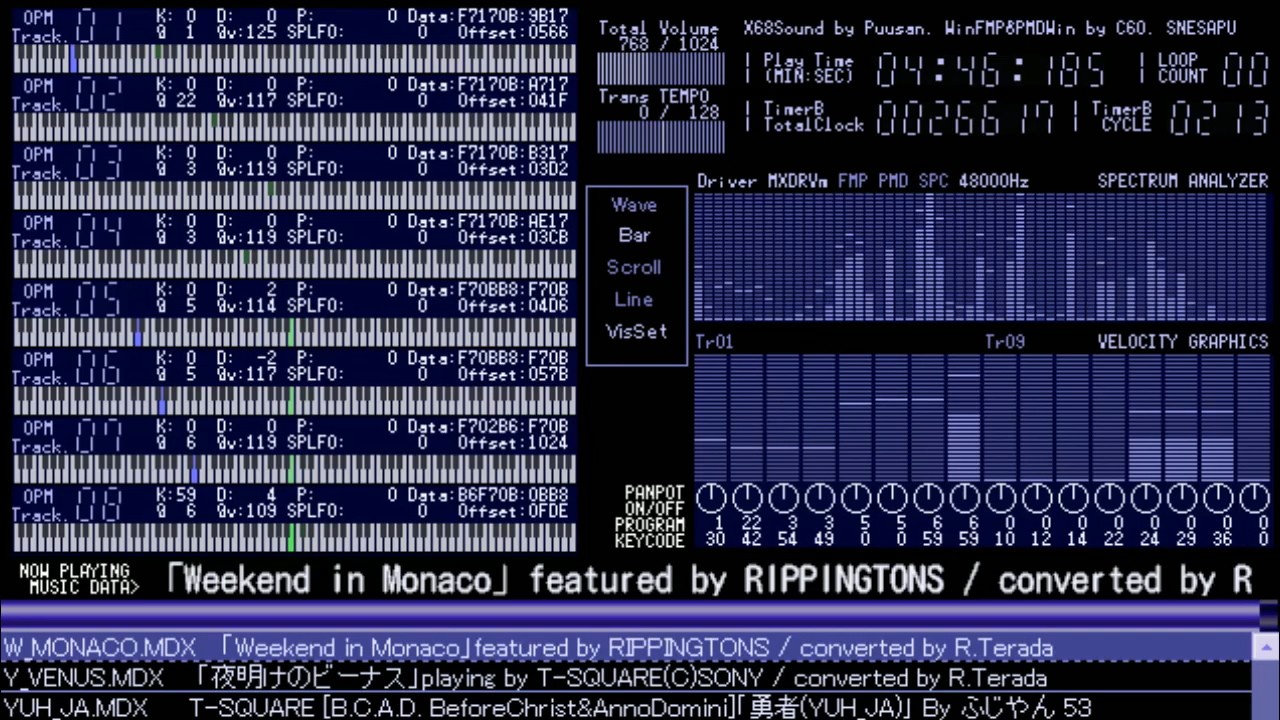 OPM K: 0 D: 0 P: 0 Data:F7170B:9B17
Track. 01 @ 1 @v:125 SPLFO: 0 Offset:0566
OPM K: 0 D: 0 P: 0 Data:F7170B:A717
Track. 02 @ 22 @v:117 SPLFO: 0 Offset:041F
OPM K: 0 D: 0 P: 0 Data:F7170B:B317
Track. 03 @ 3 @v:119 SPLFO: 0 Offset:03D2
OPM K: 0 D: 0 P: 0 Data:F7170B:AE17
Track. 04 @ 3 @v:119 SPLFO: 0 Offset:03CB
OPM K: 0 D: 2 P: 0 Data:F70BB8:F70B
Track. 05 @ 5 @v:114 SPLFO: 0 Offset:04D6
OPM K: 0 D: -2 P: 0 Data:F70BB8:F70B
Track. 06 @ 5 @v:117 SPLFO: 0 Offset:057B
OPM K: 0 D: 0 P: 0 Data:F702B6:F70B
Track. 07 @ 6 @v:119 SPLFO: 0 Offset:1024
OPM K:59 D: 4 P: 0 Data:B6F70B:0BB8
Track. 08 @ 6 @v:109 SPLFO: 0 Offset:0FDE
Total Volume
768 / 1024
Trans TEMPO
0 / 128
X68Sound by Puusan. WinFMP&PMDWin by C60. SNESAPU
Play Time
(MIN:SEC) 04:46:185
LOOP
COUNT 00
TimerB
TotalClock 0026617
TimerB
CYCLE 0213
Wave
Bar
Scroll
Line
VisSet
Driver MXDRVm FMP PMD SPC 48000Hz SPECTRUM ANALYZER
Tr01 Tr09 VELOCITY GRAPHICS
PANPOT
ON/OFF
PROGRAM 1 22 3 3 5 5 6 6 0 0 0 0 0 0 0 0
KEYCODE 30 42 54 49 0 0 59 59 10 12 14 22 24 29 36 0
NOW PLAYING
MUSIC DATA>
「Weekend in Monaco」 featured by RIPPINGTONS / converted by R
W_MONACO.MDX 「Weekend in Monaco」featured by RIPPINGTONS / converted by R.Terada
Y_VENUS.MDX 「夜明けのビーナス」playing by T-SQUARE(C)SONY / converted by R.Terada
YUH_JA.MDX T-SQUARE [B.C.A.D. BeforeChrist&AnnoDomini]「勇者(YUH_JA)」 By ふじやん 53